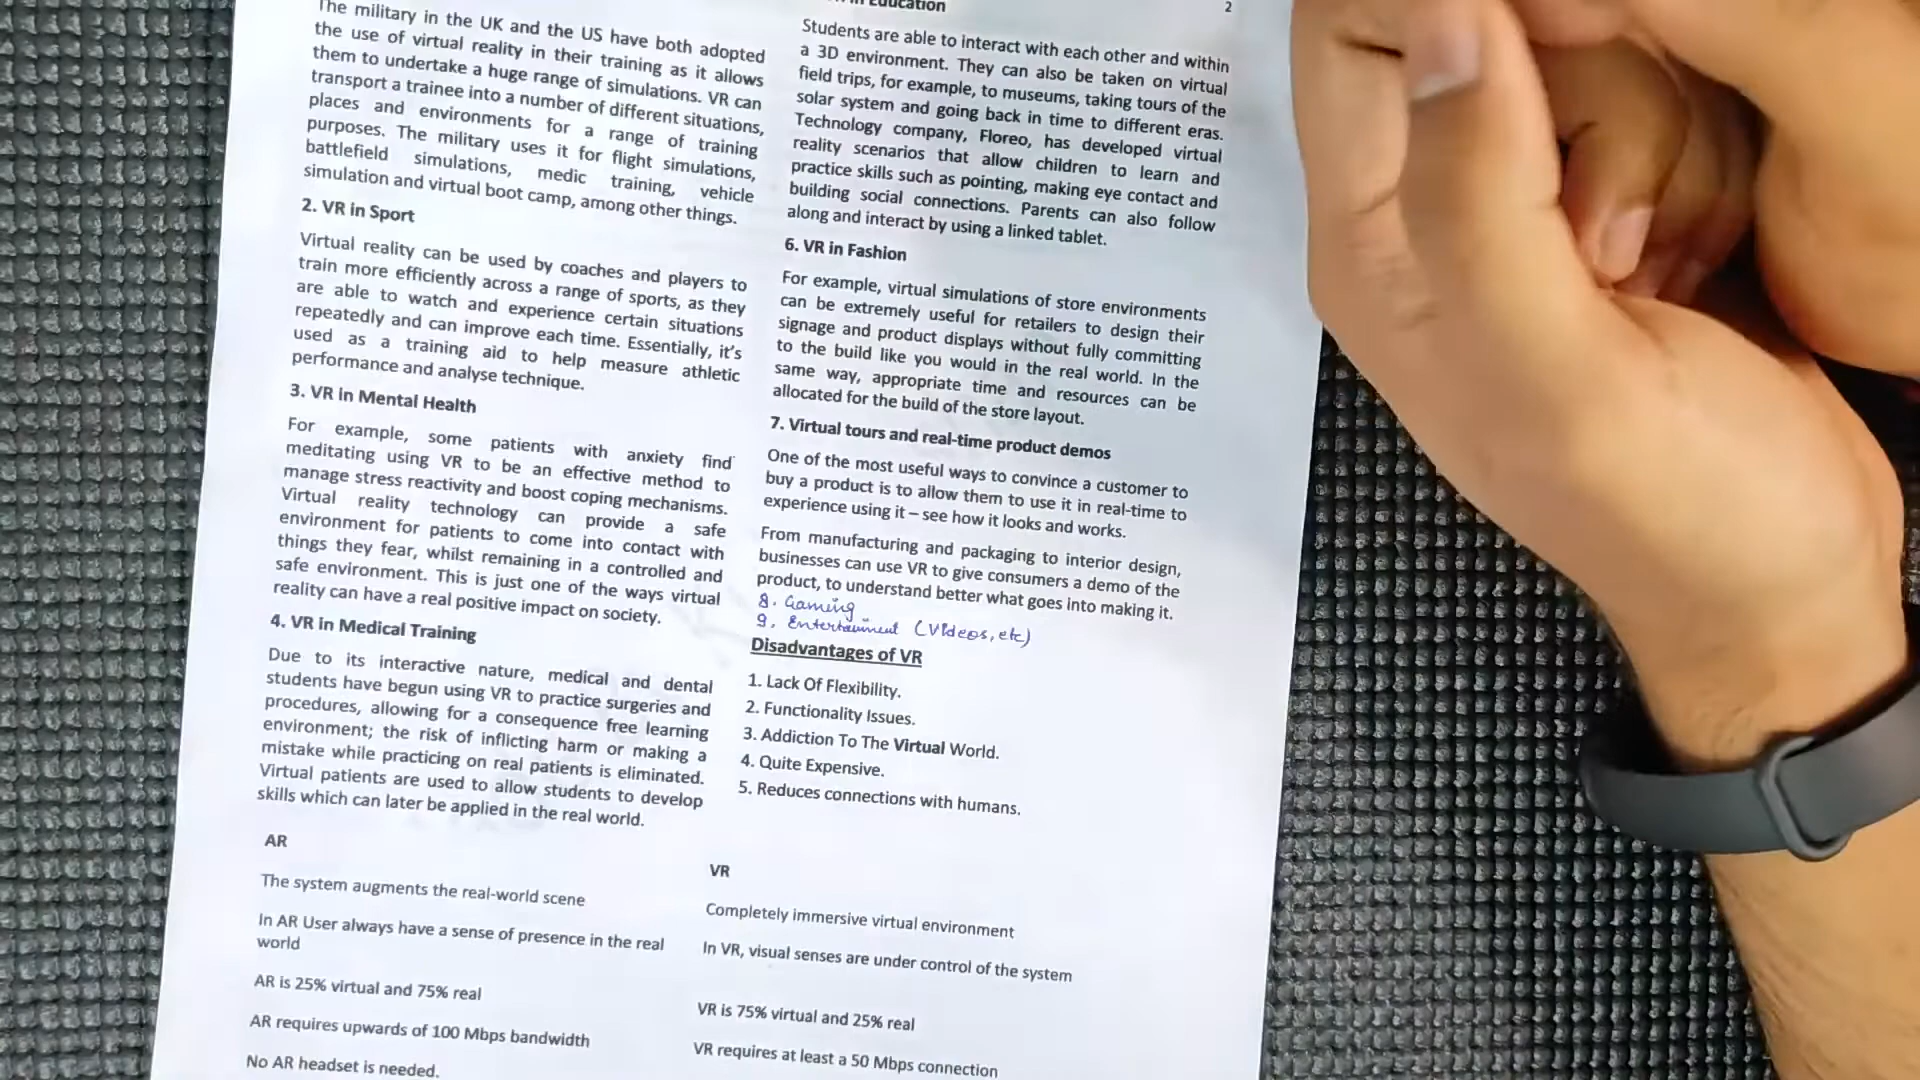 in Education
2
The military in the UK and the US have both adopted
the use of virtual reality in their training as it allows
them to undertake a huge range of simulations. VR can
transport a trainee into a number of different situations,
places and environments for a range of training
purposes. The military uses it for flight simulations,
battlefield simulations, medic training, vehicle
simulation and virtual boot camp, among other things.
2. VR in Sport
Virtual reality can be used by coaches and players to
train more efficiently across a range of sports, as they
are able to watch and experience certain situations
repeatedly and can improve each time. Essentially, it's
used as a training aid to help measure athletic
performance and analyse technique.
3. VR in Mental Health
For example, some patients with anxiety find
meditating using VR to be an effective method to
manage stress reactivity and boost coping mechanisms.
Virtual reality technology can provide a safe
environment for patients to come into contact with
things they fear, whilst remaining in a controlled and
safe environment. This is just one of the ways virtual
reality can have a real positive impact on society.
4. VR in Medical Training
Due to its interactive nature, medical and dental
students have begun using VR to practice surgeries and
procedures, allowing for a consequence free learning
environment; the risk of inflicting harm or making a
mistake while practicing on real patients is eliminated.
Virtual patients are used to allow students to develop
skills which can later be applied in the real world.
Students are able to interact with each other and within
a 3D environment. They can also be taken on virtual
field trips, for example, to museums, taking tours of the
solar system and going back in time to different eras.
Technology company, Floreo, has developed virtual
reality scenarios that allow children to learn and
practice skills such as pointing, making eye contact and
building social connections. Parents can also follow
along and interact by using a linked tablet.
6. VR in Fashion
For example, virtual simulations of store environments
can be extremely useful for retailers to design their
signage and product displays without fully committing
to the build like you would in the real world. In the
same way, appropriate time and resources can be
allocated for the build of the store layout.
7. Virtual tours and real-time product demos
One of the most useful ways to convince a customer to
buy a product is to allow them to use it in real-time to
experience using it – see how it looks and works.
From manufacturing and packaging to interior design,
businesses can use VR to give consumers a demo of the
product, to understand better what goes into making it.
8. Gaming
9. Entertainment (Videos, etc)
Disadvantages of VR
1. Lack Of Flexibility.
2. Functionality Issues.
3. Addiction To The Virtual World.
4. Quite Expensive.
5. Reduces connections with humans.
AR
VR
The system augments the real-world scene
Completely immersive virtual environment
In AR User always have a sense of presence in the real
world
In VR, visual senses are under control of the system
AR is 25% virtual and 75% real
VR is 75% virtual and 25% real
AR requires upwards of 100 Mbps bandwidth
VR requires at least a 50 Mbps connection
No AR headset is needed.